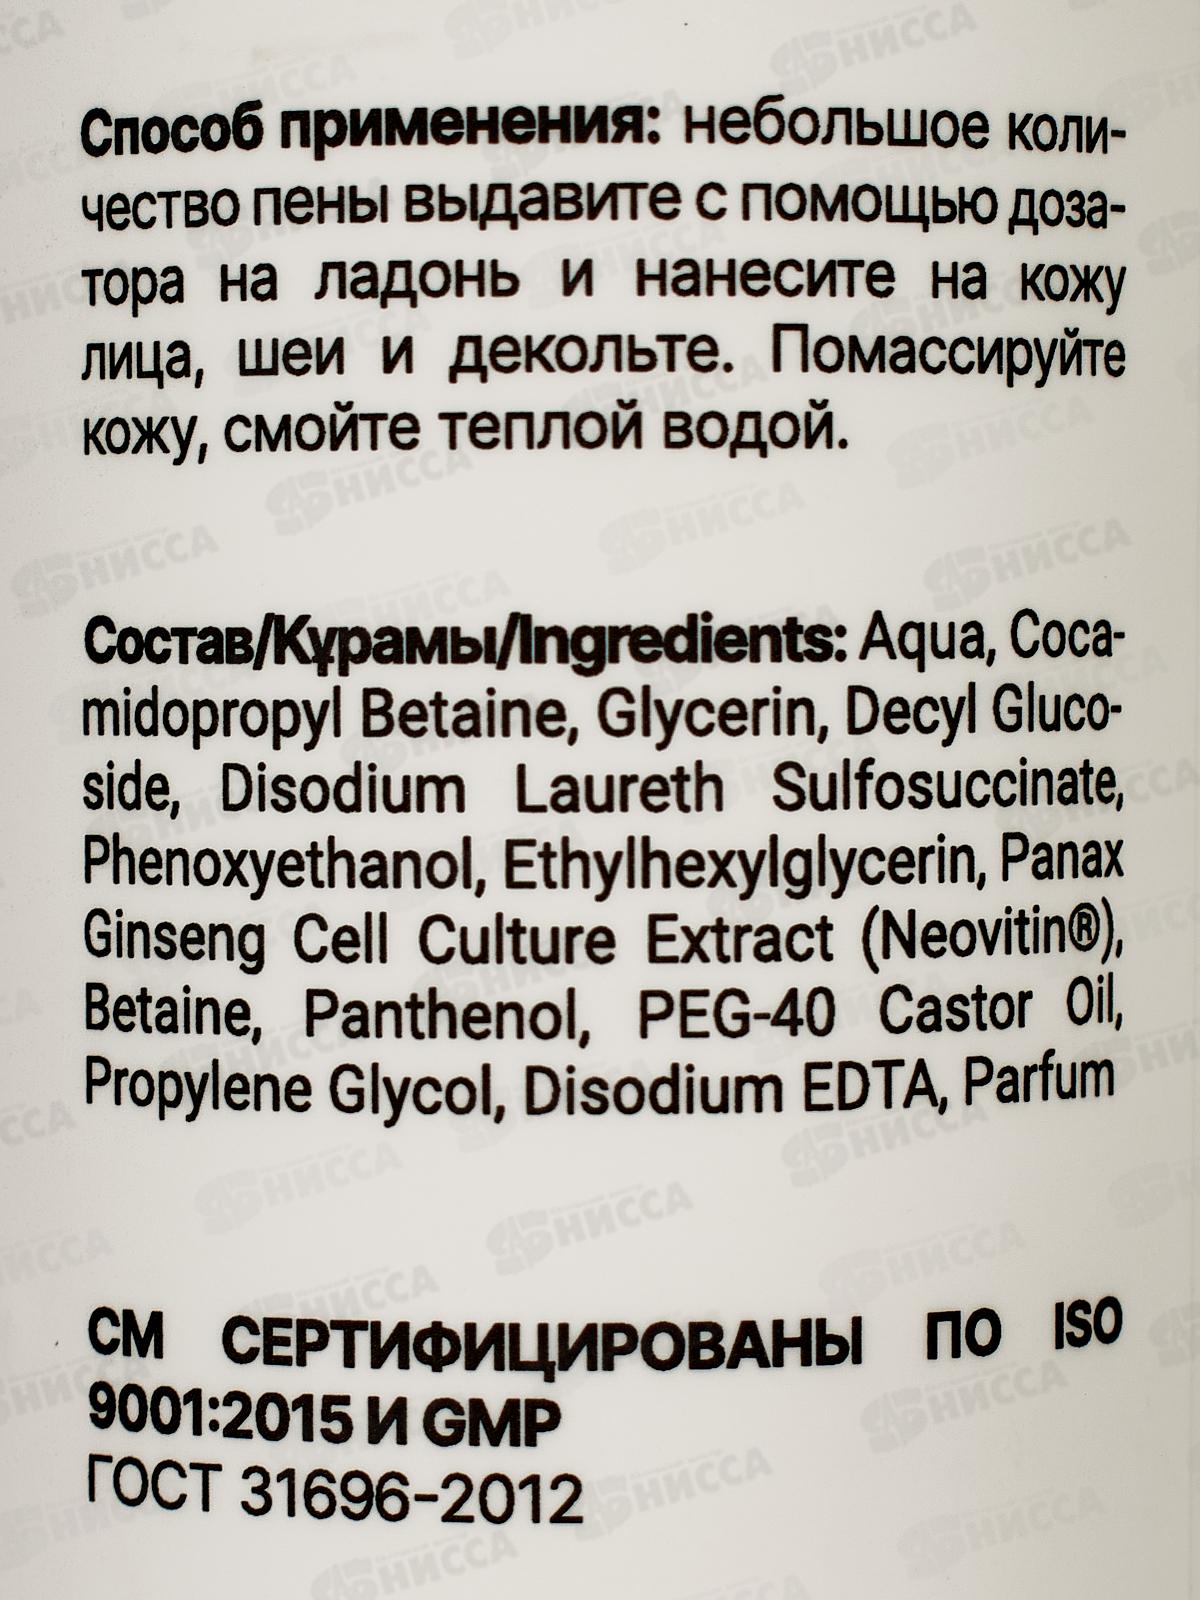 Способ применения: небольшое коли-
чество пены выдавите с помощью доза-
тора на ладонь и нанесите на кожу
лица, шеи и декольте. Помассируйте
кожу, смойте теплой водой.
Состав/Құрамы/Ingredients: Aqua, Coca-
midopropyl Betaine, Glycerin, Decyl Gluco-
side, Disodium Laureth Sulfosuccinate,
Phenoxyethanol, Ethylhexylglycerin, Panax
Ginseng Cell Culture Extract (Neovitin®),
Betaine, Panthenol, PEG-40 Castor Oil,
Propylene Glycol, Disodium EDTA, Parfum
СМ СЕРТИФИЦИРОВАНЫ ПО ISO
9001:2015 И GMP
ГОСТ 31696-2012